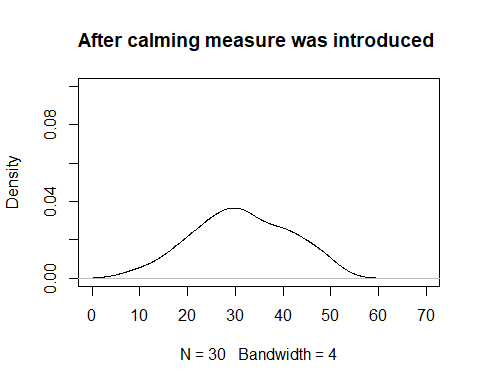 After calming measure was introduced
Density
0.08
0.04
0.00
0 10 20 30 40 50 60 70
N = 30 Bandwidth = 4